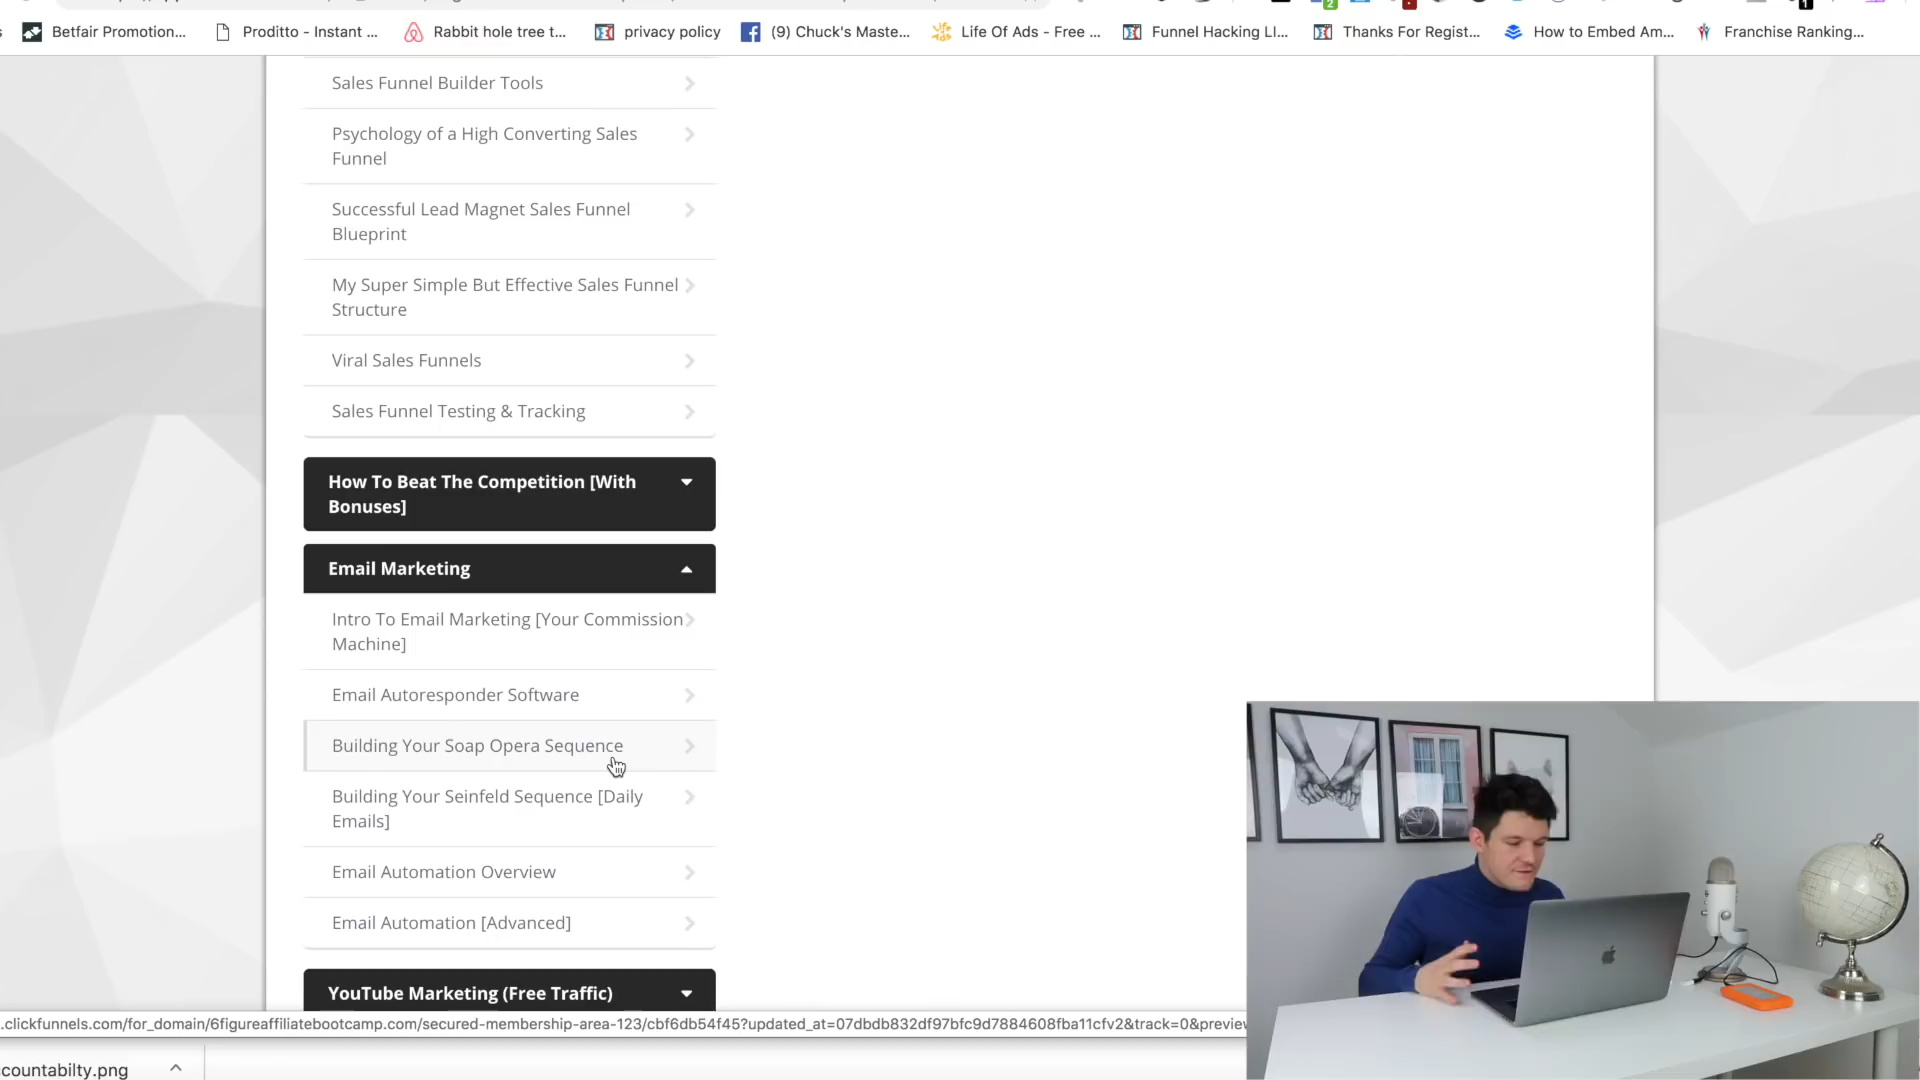 Betfair Promotion...
Proditto - Instant ...
Rabbit hole tree t...
privacy policy
(9) Chuck's Maste...
Life Of Ads - Free ...
Funnel Hacking LI...
Thanks For Regist...
How to Embed Am...
Franchise Ranking...
Sales Funnel Builder Tools
Psychology of a High Converting Sales
Funnel
Successful Lead Magnet Sales Funnel
Blueprint
My Super Simple But Effective Sales Funnel
Structure
Viral Sales Funnels
Sales Funnel Testing & Tracking
How To Beat The Competition [With
Bonuses]
Email Marketing
Intro To Email Marketing [Your Commission
Machine]
Email Autoresponder Software
Building Your Soap Opera Sequence
Building Your Seinfeld Sequence [Daily
Emails]
Email Automation Overview
Email Automation [Advanced]
YouTube Marketing (Free Traffic)
.clickfunnels.com/for_domain/6figureaffiliatebootcamp.com/secured-membership-area-123/cbf6db54f45?updated_at=07dbdb832df97bfc9d7884608fba11cfv2&track=0&preview
countabilty.png